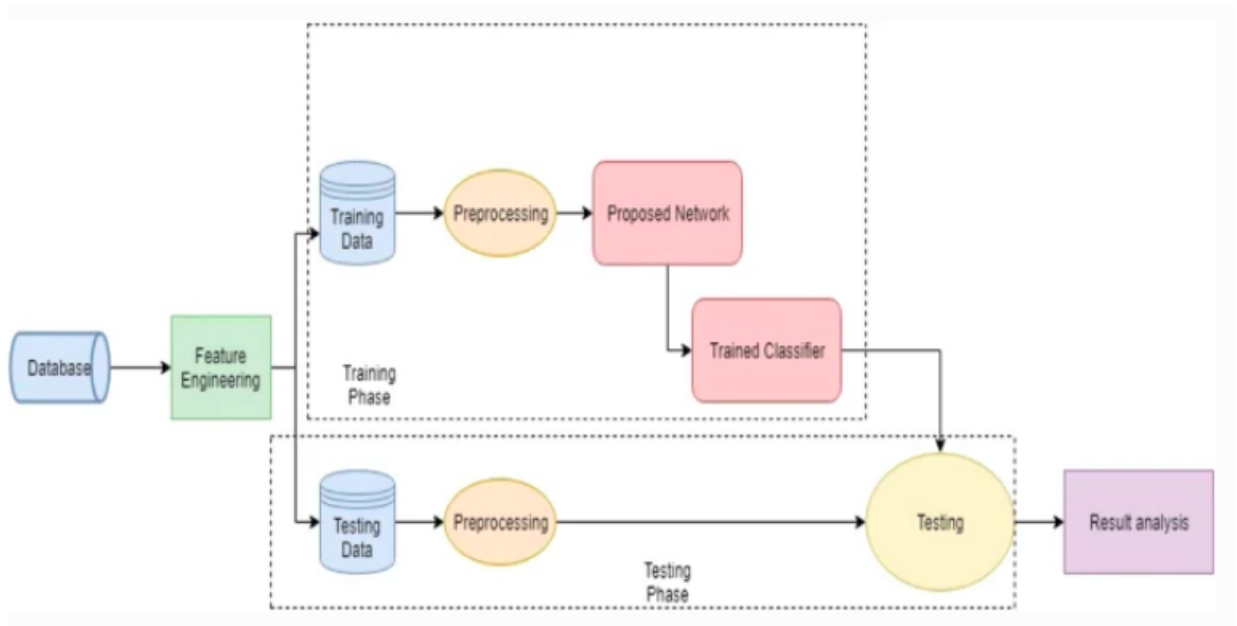 Training
Data
Preprocessing
Proposed Network
Database
Feature
Engineering
Trained Classifier
Training
Phase
Testing
Data
Preprocessing
Testing
Result analysis
Testing
Phase